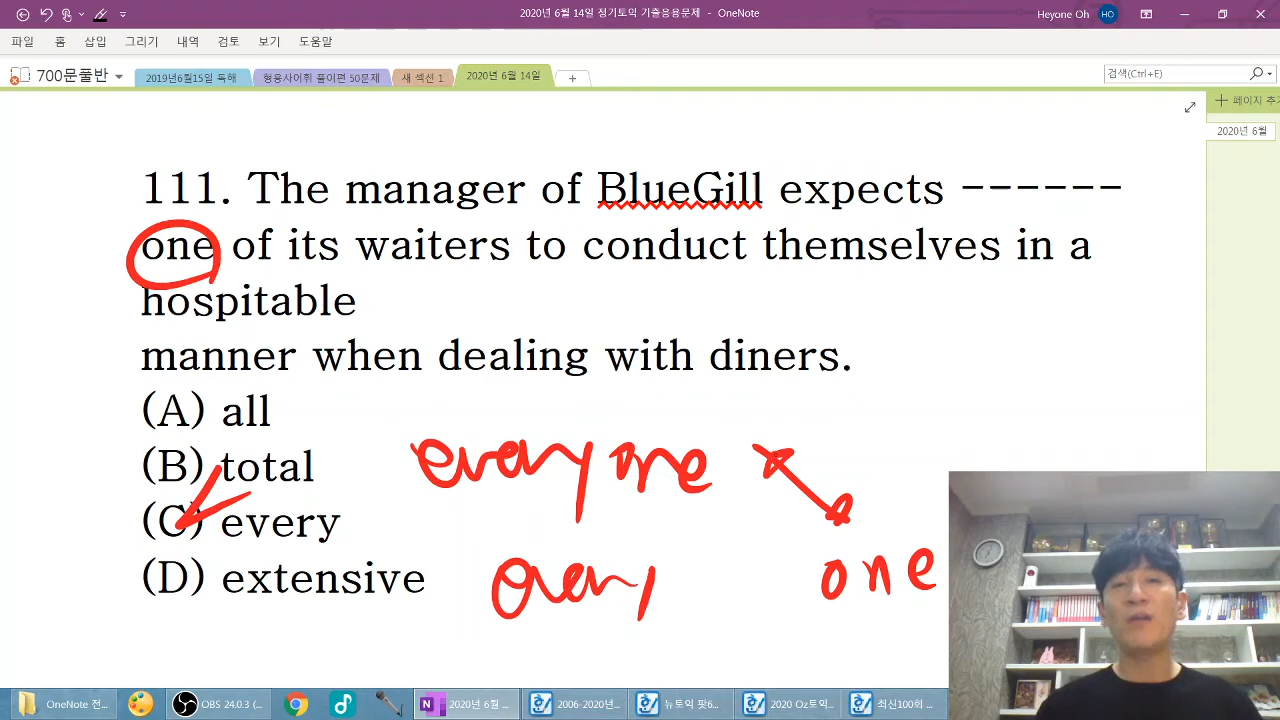 2020년 6월 14일 정기토익 기출응용문제 - OneNote
Heyone Oh HO
파일 홈 삽입 그리기 내역 검토 보기 도움말
700문풀반 2019년6월15일 독해 형용사어휘 풀이편 50문제 새 섹션 1 2020년 6월 14일 +
검색(Ctrl+E)
페이지 추가
2020년 6월
111. The manager of BlueGill expects ------
one of its waiters to conduct themselves in a
hospitable
manner when dealing with diners.
(A) all
(B) total
(C) every
(D) extensive
everyone
every one
OneNote 전... OBS 24.0.3 (... 2020년 6월 ... 2006-2020년... 뉴토익 팟6... 2020 Oz토익... 최신100회 ...